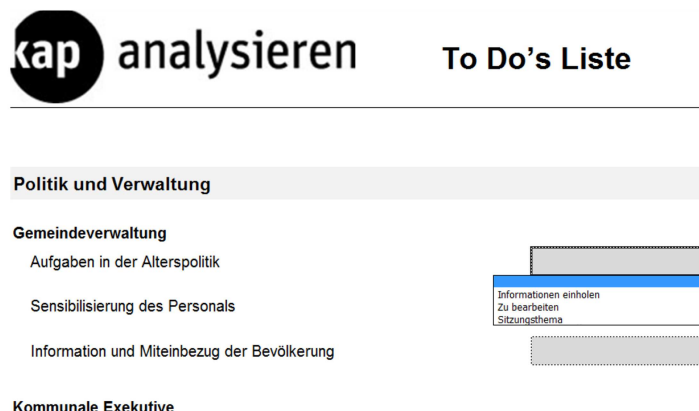 kap analysieren
To Do's Liste
Politik und Verwaltung
Gemeindeverwaltung
Aufgaben in der Alterspolitik
Informationen einholen
Zu bearbeiten
Sitzungsthema
Sensibilisierung des Personals
Information und Miteinbezug der Bevölkerung
Kommunale Exekutive